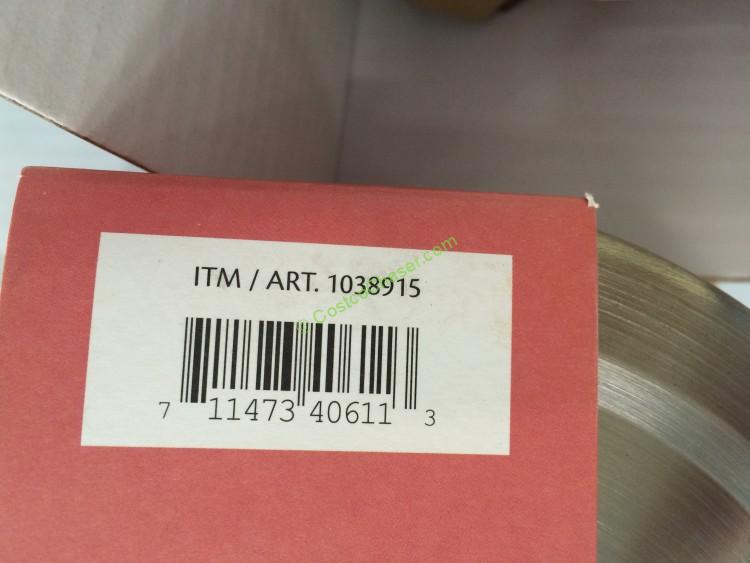 ITM / ART. 1038915
© Costcochaser.com
7 11473 40611 3